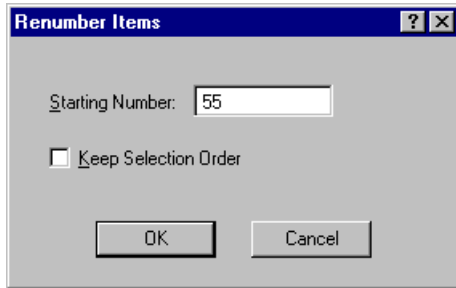 Renumber Items
Starting Number: 55
Keep Selection Order
OK Cancel